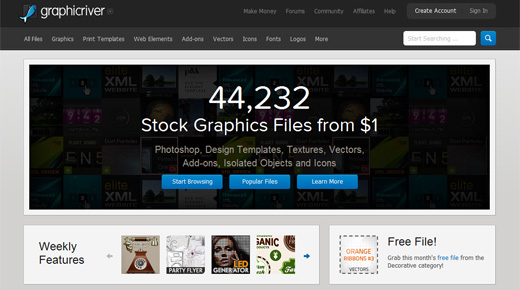 graphicriver
Make Money Forums Community Affiliates Help Create Account Sign In
All Files Graphics Print Templates Web Elements Add-ons Vectors Icons Fonts Logos More
Start Searching ...
44,232
Stock Graphics Files from $1
Photoshop, Design Templates, Textures, Vectors,
Add-ons, Isolated Objects and Icons
Start Browsing Popular Files Learn More
elite
XML
WEBSITE
Weekly
Features
PARTY FLYER
LED
GENERATOR
GANIC
ORANGE
RIBBONS #3
VECTORS
Free File!
Grab this month's free file from the
Decorative category!